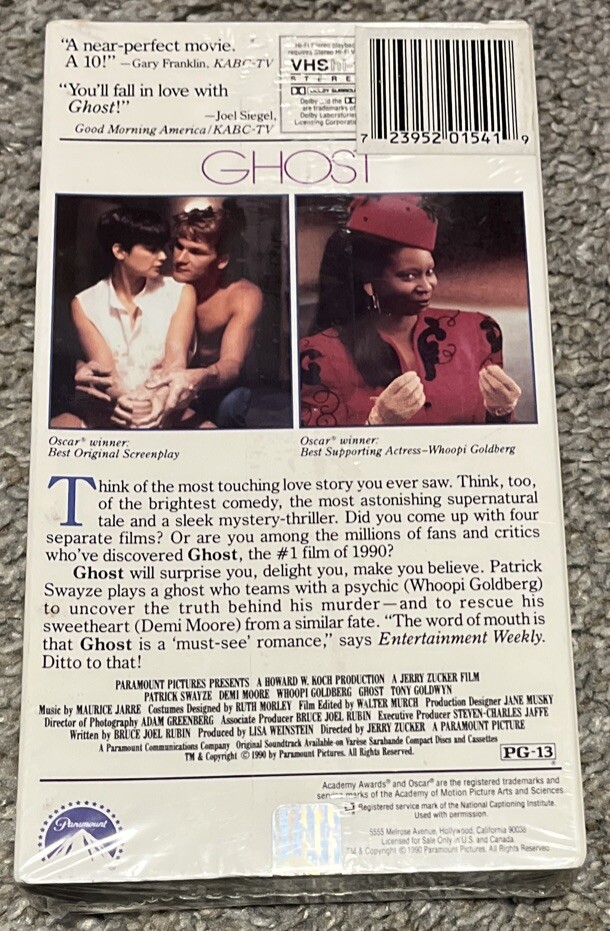 “A near-perfect movie.
A 10!” —Gary Franklin, KABC-TV
“You'll fall in love with
Ghost!”
—Joel Siegel,
Good Morning America/KABC-TV
VHS hi-
STERE
Dolby
the
are trademarks of
Dolby Laboratories
Licensing Corporati
7 23952 01541 9
GHOST
Oscar® winner:
Best Original Screenplay
Oscar® winner:
Best Supporting Actress–Whoopi Goldberg
Think of the most touching love story you ever saw. Think, too,
of the brightest comedy, the most astonishing supernatural
tale and a sleek mystery-thriller. Did you come up with four
separate films? Or are you among the millions of fans and critics
who've discovered Ghost, the #1 film of 1990?
Ghost will surprise you, delight you, make you believe. Patrick
Swayze plays a ghost who teams with a psychic (Whoopi Goldberg)
to uncover the truth behind his murder—and to rescue his
sweetheart (Demi Moore) from a similar fate. “The word of mouth is
that Ghost is a ‘must-see’ romance,” says Entertainment Weekly.
Ditto to that!
PARAMOUNT PICTURES PRESENTS A HOWARD W. KOCH PRODUCTION A JERRY ZUCKER FILM
PATRICK SWAYZE DEMI MOORE WHOOPI GOLDBERG GHOST TONY GOLDWYN
Music by MAURICE JARRE Costumes Designed by RUTH MORLEY Film Edited by WALTER MURCH Production Designer JANE MUSKY
Director of Photography ADAM GREENBERG Associate Producer BRUCE JOEL RUBIN Executive Producer STEVEN-CHARLES JAFFE
Written by BRUCE JOEL RUBIN Produced by LISA WEINSTEIN Directed by JERRY ZUCKER A PARAMOUNT PICTURE
A Paramount Communications Company Original Soundtrack Available on Varèse Sarabande Compact Discs and Cassettes
TM & Copyright © 1990 by Paramount Pictures. All Rights Reserved.
PG-13
®
Academy Awards® and Oscar® are the registered trademarks and
service marks of the Academy of Motion Picture Arts and Sciences
Registered service mark of the National Captioning Institute.
Used with permission.
5555 Melrose Avenue, Hollywood, California 90038
Licensed for Sale Only in U.S. and Canada
TM & Copyright © 1990 Paramount Pictures. All Rights Reserved.
Paramount